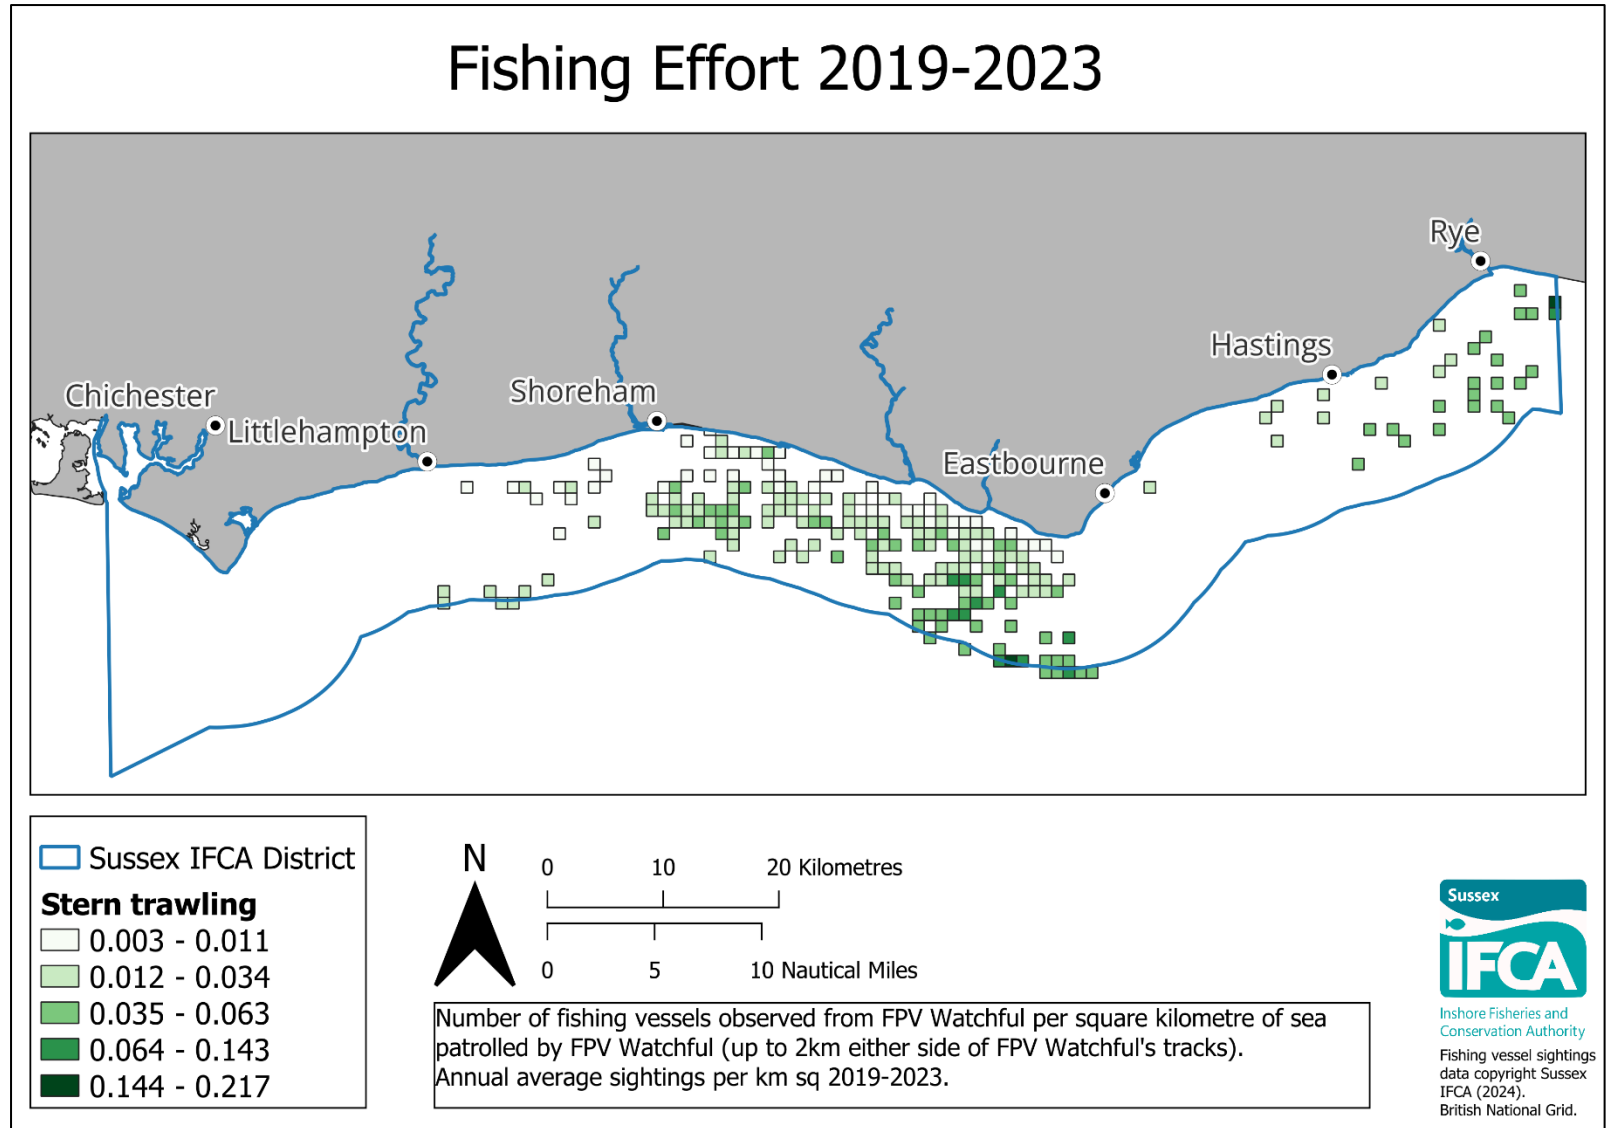 Fishing Effort 2019-2023
Rye
Hastings
Chichester
Shoreham
Littlehampton
Eastbourne
Sussex IFCA District
Stern trawling
0.003 - 0.011
0.012 - 0.034
0.035 - 0.063
0.064 - 0.143
0.144 - 0.217
N
0 10 20 Kilometres
0 5 10 Nautical Miles
Number of fishing vessels observed from FPV Watchful per square kilometre of sea
patrolled by FPV Watchful (up to 2km either side of FPV Watchful's tracks).
Annual average sightings per km sq 2019-2023.
Sussex
IFCA
Inshore Fisheries and
Conservation Authority
Fishing vessel sightings
data copyright Sussex
IFCA (2024).
British National Grid.